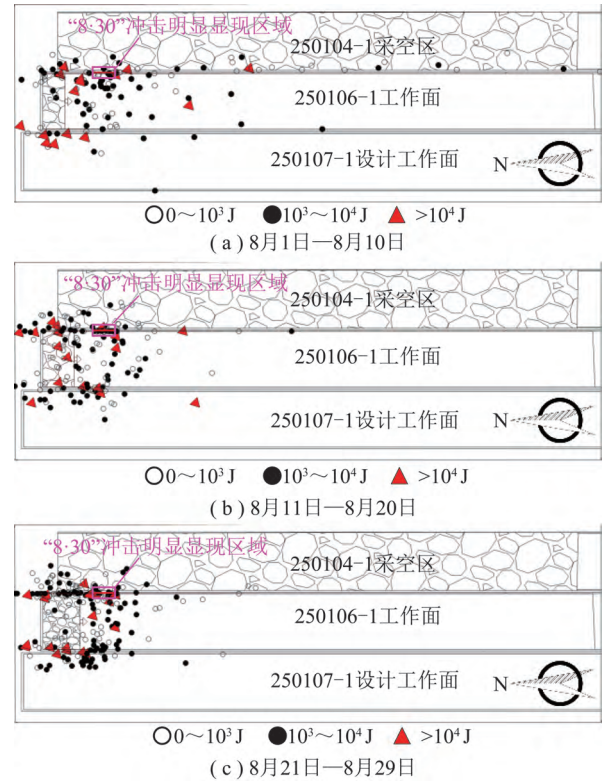 “8·30”冲击明显显现区域
250104-1采空区
250106-1工作面
250107-1设计工作面
N
0～10³ J 10³～10⁴ J >10⁴ J
( a ) 8月1日—8月10日
“8·30”冲击明显显现区域
250104-1采空区
250106-1工作面
250107-1设计工作面
N
0～10³ J 10³～10⁴ J >10⁴ J
( b ) 8月11日—8月20日
“8·30”冲击明显显现区域
250104-1采空区
250106-1工作面
250107-1设计工作面
N
0～10³ J 10³～10⁴ J >10⁴ J
( c ) 8月21日—8月29日